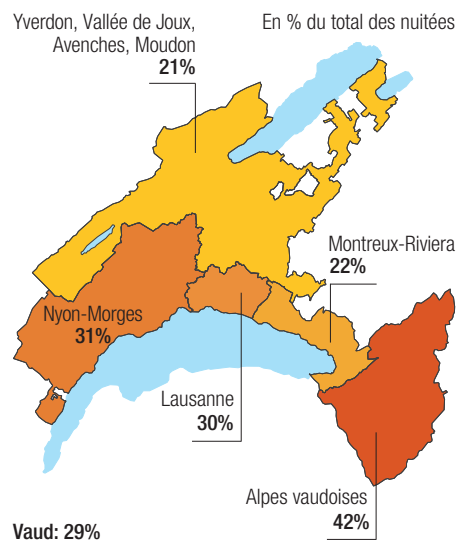 Yverdon, Vallée de Joux,
Avenches, Moudon
21%
En % du total des nuitées
Montreux-Riviera
22%
Nyon-Morges
31%
Lausanne
30%
Alpes vaudoises
42%
Vaud: 29%